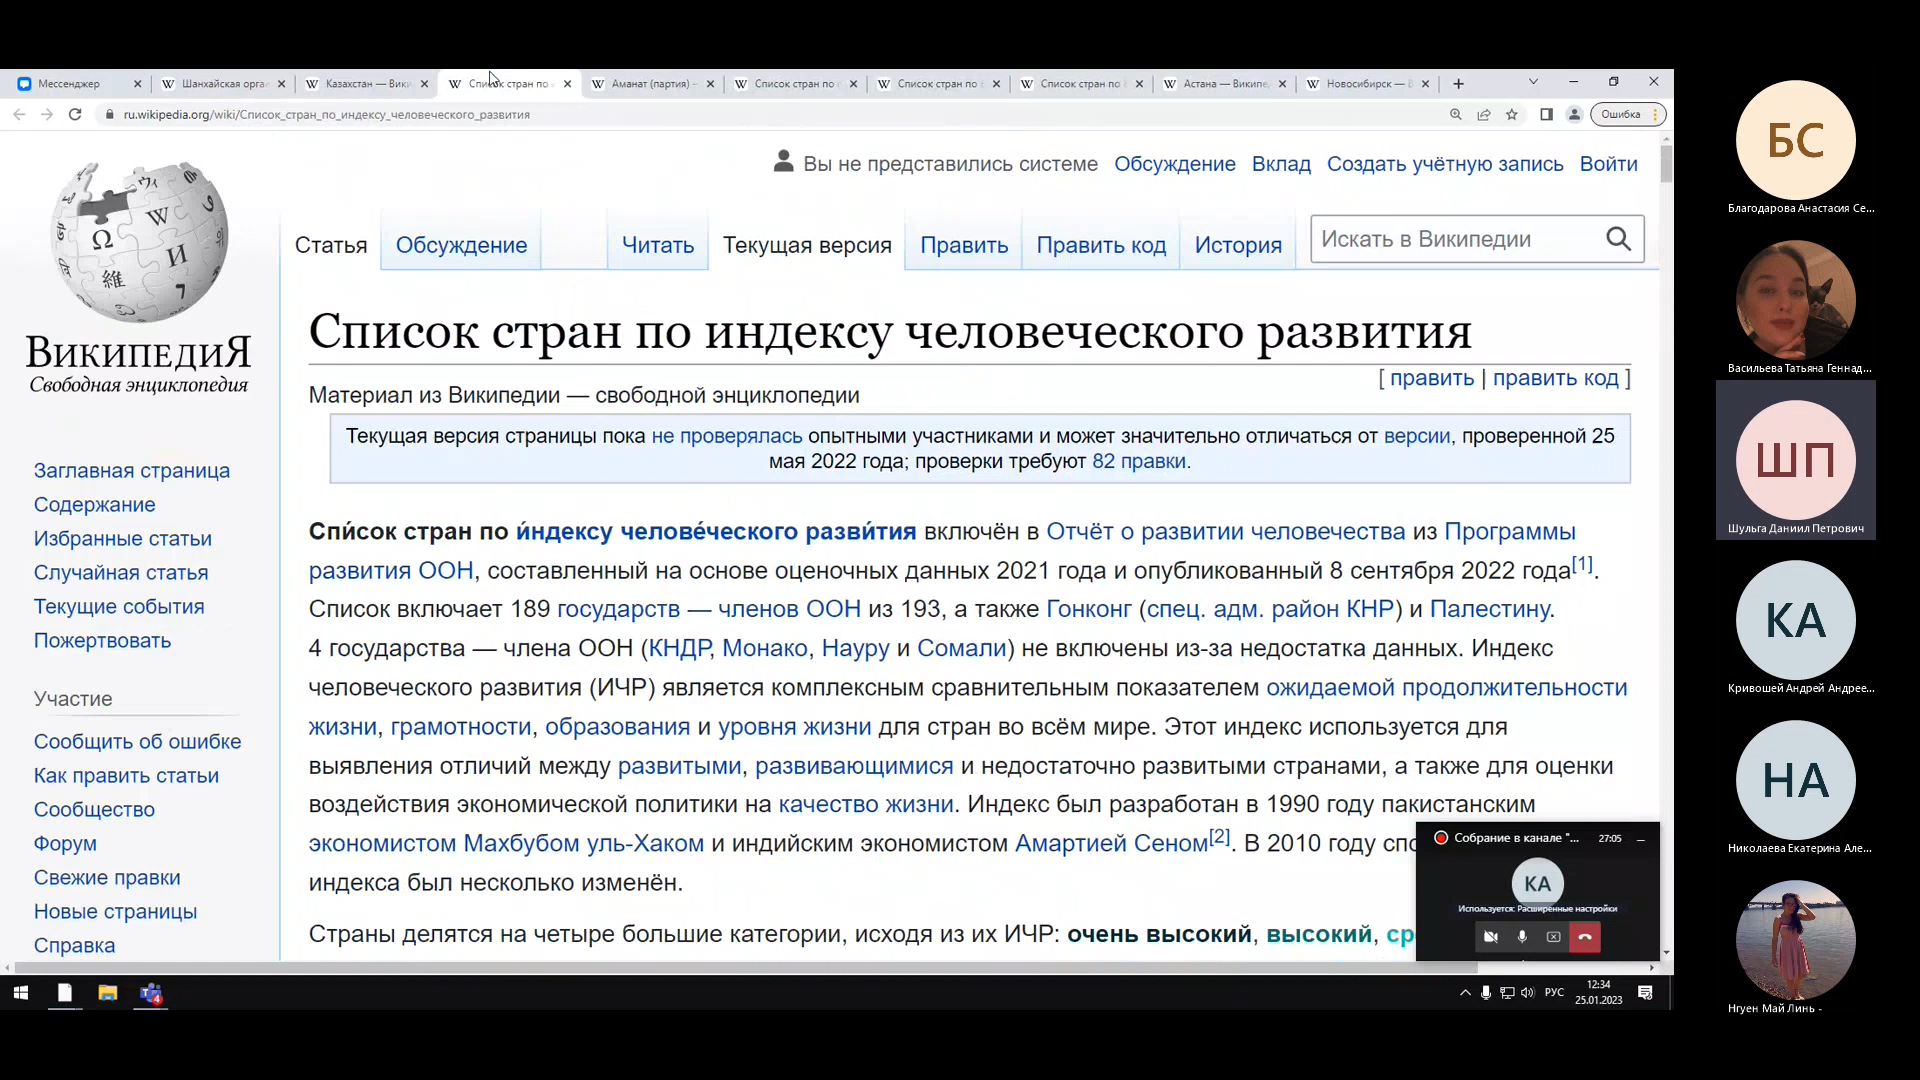 Мессенджер
Шанхайская орга
Казахстан — Вики
Список стран по и
Аманат (партия) —
Список стран по
Список стран по
Список стран по
Астана — Википе
Новосибирск — В
ru.wikipedia.org/wiki/Список_стран_по_индексу_человеческого_развития
Ошибка
Вы не представились системе Обсуждение Вклад Создать учётную запись Войти
Статья Обсуждение Читать Текущая версия Править Править код История Искать в Википедии
ВИКИПЕДИЯ
Свободная энциклопедия
Заглавная страница
Содержание
Избранные статьи
Случайная статья
Текущие события
Пожертвовать
Участие
Сообщить об ошибке
Как править статьи
Сообщество
Форум
Свежие правки
Новые страницы
Справка
Список стран по индексу человеческого развития
[ править | править код ]
Материал из Википедии — свободной энциклопедии
Текущая версия страницы пока не проверялась опытными участниками и может значительно отличаться от версии, проверенной 25
мая 2022 года; проверки требуют 82 правки.
Спи́сок стран по и́ндексу челове́ческого разви́тия включён в Отчёт о развитии человечества из Программы
развития ООН, составленный на основе оценочных данных 2021 года и опубликованный 8 сентября 2022 года[1].
Список включает 189 государств — членов ООН из 193, а также Гонконг (спец. адм. район КНР) и Палестину.
4 государства — члена ООН (КНДР, Монако, Науру и Сомали) не включены из-за недостатка данных. Индекс
человеческого развития (ИЧР) является комплексным сравнительным показателем ожидаемой продолжительности
жизни, грамотности, образования и уровня жизни для стран во всём мире. Этот индекс используется для
выявления отличий между развитыми, развивающимися и недостаточно развитыми странами, а также для оценки
воздействия экономической политики на качество жизни. Индекс был разработан в 1990 году пакистанским
экономистом Махбубом уль-Хаком и индийским экономистом Амартией Сеном[2]. В 2010 году спо
индекса был несколько изменён.
Страны делятся на четыре большие категории, исходя из их ИЧР: очень высокий, высокий, ср
Собрание в канале "... 27:05
КА
Используется: Расширенные настройки
РУС
12:34
25.01.2023
БС
Благодарова Анастасия Се...
Васильева Татьяна Геннад...
ШП
Шульга Даниил Петрович
КА
Кривошей Андрей Андрее...
НА
Николаева Екатерина Але...
Нгуен Май Линь -